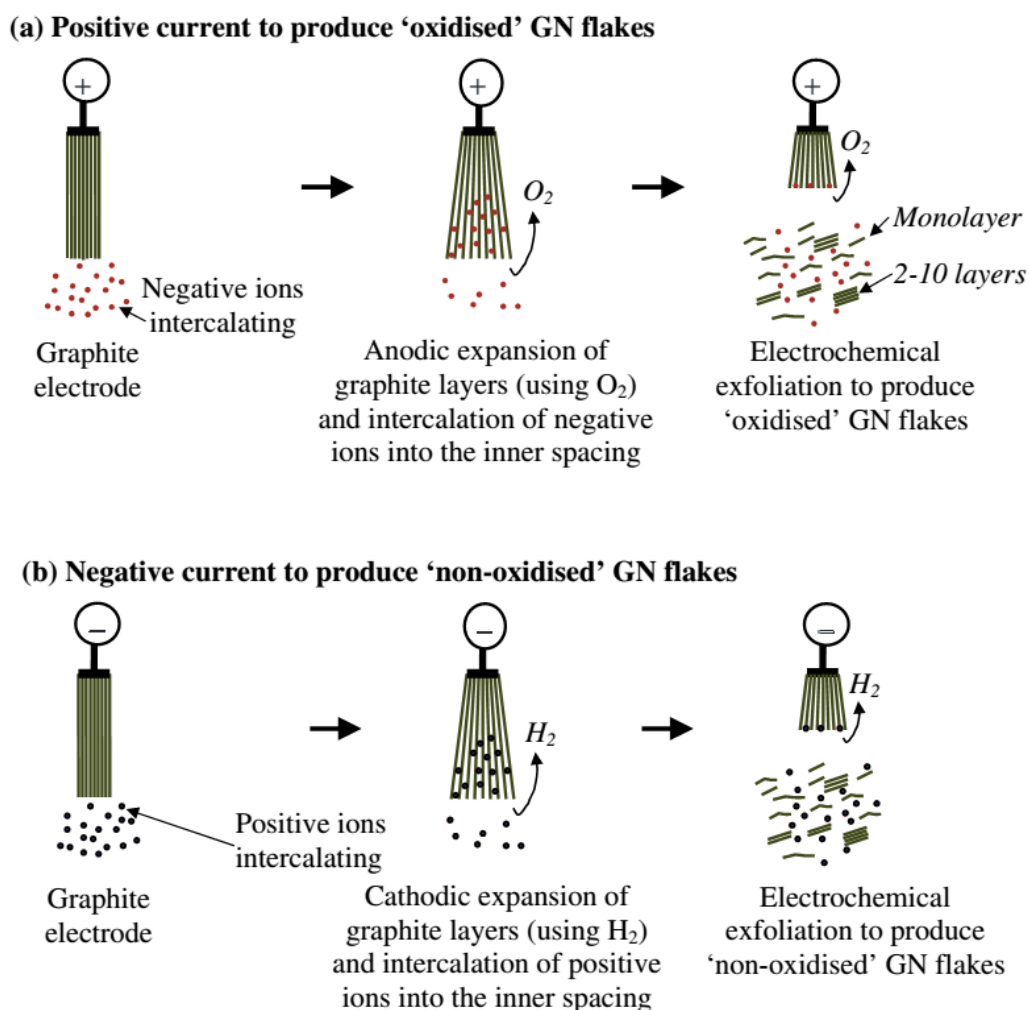 (a) Positive current to produce ‘oxidised’ GN flakes
+
+
+
O₂
O₂
Monolayer
2-10 layers
Negative ions
intercalating
Graphite
electrode
Anodic expansion of
graphite layers (using O₂)
and intercalation of negative
ions into the inner spacing
Electrochemical
exfoliation to produce
‘oxidised’ GN flakes
(b) Negative current to produce ‘non-oxidised’ GN flakes
−
−
=
H₂
H₂
Positive ions
intercalating
Graphite
electrode
Cathodic expansion of
graphite layers (using H₂)
and intercalation of positive
ions into the inner spacing
Electrochemical
exfoliation to produce
‘non-oxidised’ GN flakes